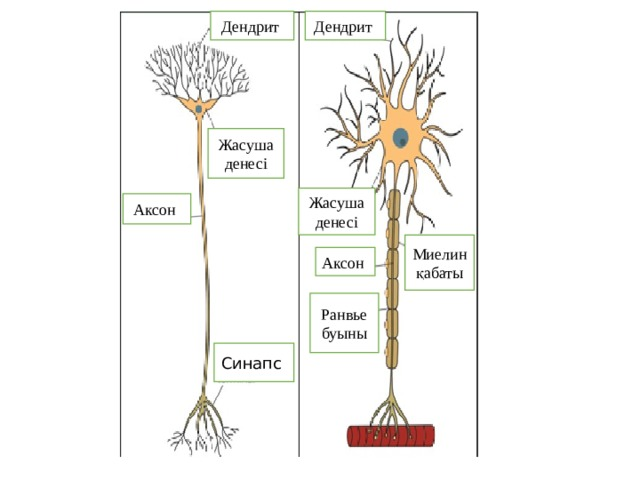 Дендрит
Дендрит
Жасуша
денесі
Аксон
Жасуша
денесі
Миелин
қабаты
Аксон
Ранвье
буыны
Синапс